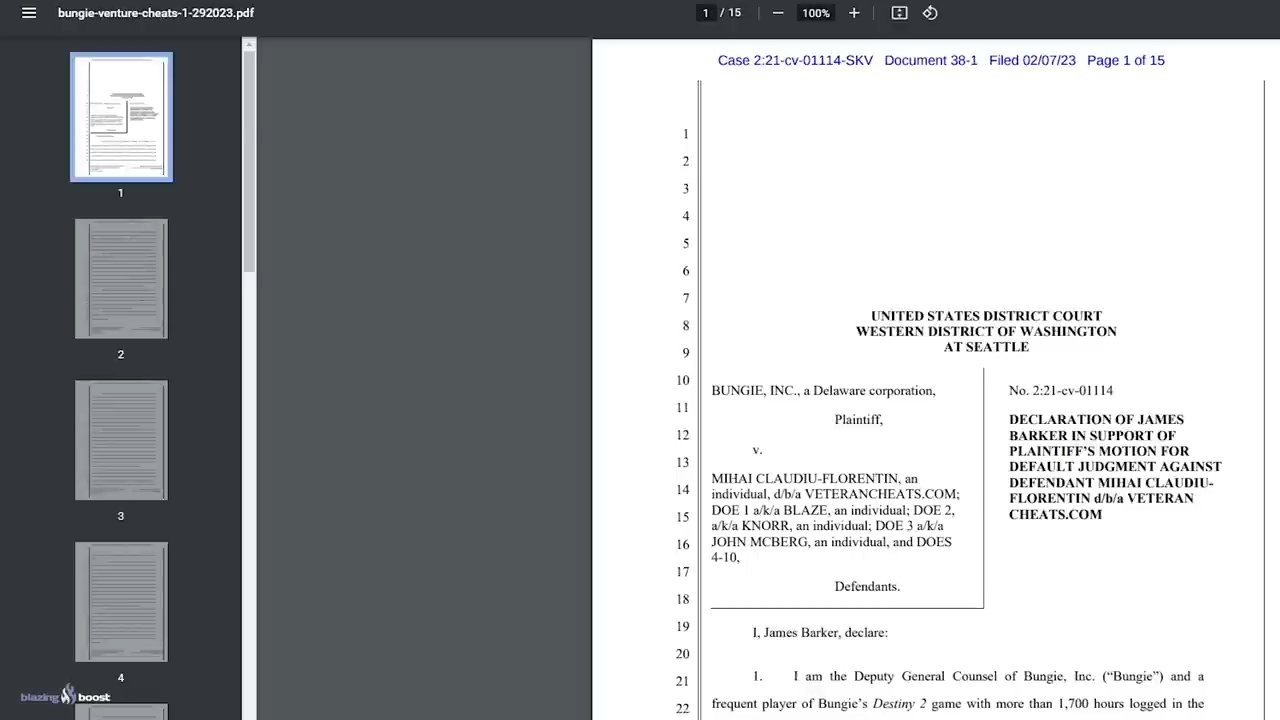 bungie-venture-cheats-1-292023.pdf
1 / 15
100%
1
2
3
4
blazing boost
Case 2:21-cv-01114-SKV Document 38-1 Filed 02/07/23 Page 1 of 15
1
2
3
4
5
6
7
8
9
10
11
12
13
14
15
16
17
18
19
20
21
22
UNITED STATES DISTRICT COURT
WESTERN DISTRICT OF WASHINGTON
AT SEATTLE
BUNGIE, INC., a Delaware corporation,
Plaintiff,
v.
MIHAI CLAUDIU-FLORENTIN, an
individual, d/b/a VETERANCHEATS.COM;
DOE 1 a/k/a BLAZE, an individual; DOE 2,
a/k/a KNORR, an individual; DOE 3 a/k/a
JOHN MCBERG, an individual, and DOES
4-10,
Defendants.
No. 2:21-cv-01114
DECLARATION OF JAMES
BARKER IN SUPPORT OF
PLAINTIFF'S MOTION FOR
DEFAULT JUDGMENT AGAINST
DEFENDANT MIHAI CLAUDIU-
FLORENTIN d/b/a VETERAN
CHEATS.COM
I, James Barker, declare:
1. I am the Deputy General Counsel of Bungie, Inc. ("Bungie") and a
frequent player of Bungie's Destiny 2 game with more than 1,700 hours logged in the